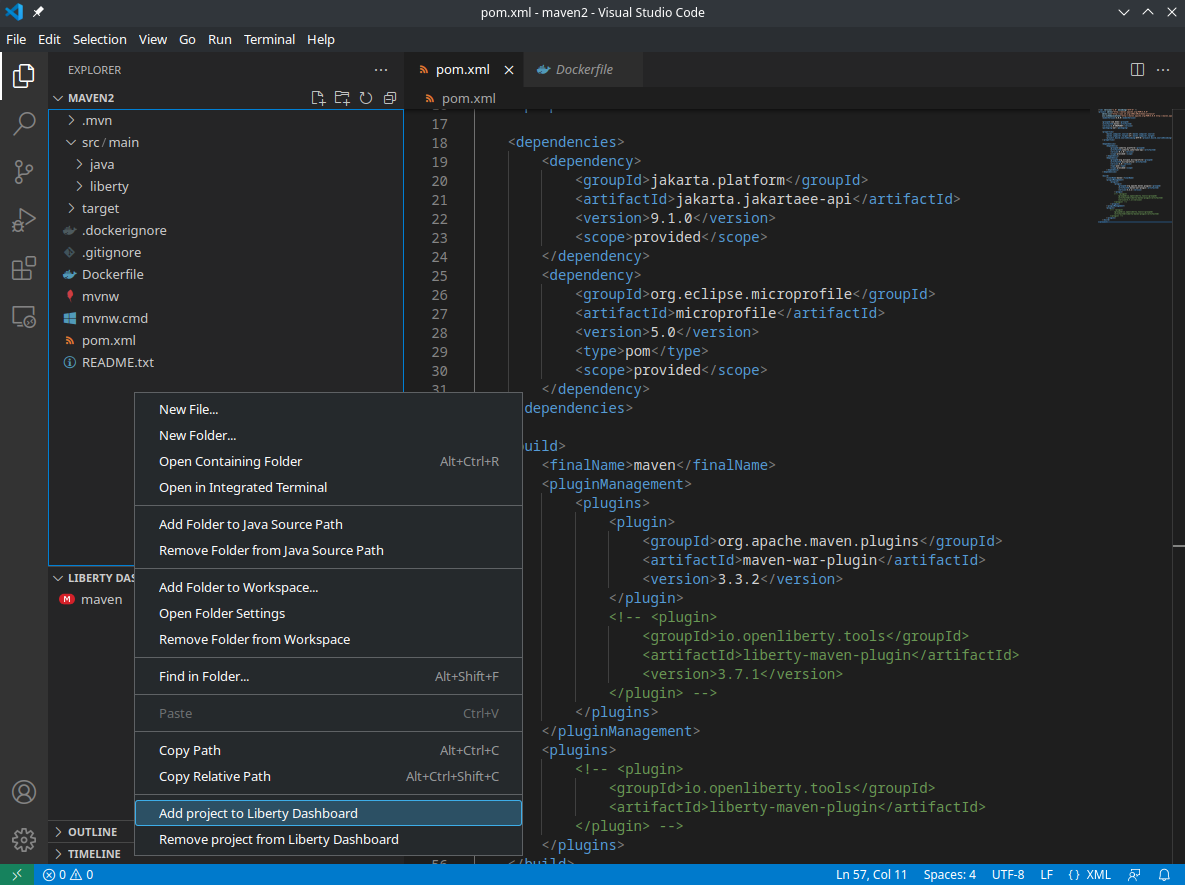 pom.xml - maven2 - Visual Studio Code
File Edit Selection View Go Run Terminal Help
EXPLORER
MAVEN2
.mvn
src/main
java
liberty
target
.dockerignore
.gitignore
Dockerfile
mvnw
mvnw.cmd
pom.xml
README.txt
LIBERTY DAS
M maven
OUTLINE
TIMELINE
New File...
New Folder...
Open Containing Folder Alt+Ctrl+R
Open in Integrated Terminal
Add Folder to Java Source Path
Remove Folder from Java Source Path
Add Folder to Workspace...
Open Folder Settings
Remove Folder from Workspace
Find in Folder... Alt+Shift+F
Paste Ctrl+V
Copy Path Alt+Ctrl+C
Copy Relative Path Alt+Ctrl+Shift+C
Add project to Liberty Dashboard
Remove project from Liberty Dashboard
pom.xml Dockerfile
pom.xml
17
18 <dependencies>
19 <dependency>
20 <groupId>jakarta.platform</groupId>
21 <artifactId>jakarta.jakartaee-api</artifactId>
22 <version>9.1.0</version>
23 <scope>provided</scope>
24 </dependency>
25 <dependency>
26 <groupId>org.eclipse.microprofile</groupId>
27 <artifactId>microprofile</artifactId>
28 <version>5.0</version>
29 <type>pom</type>
30 <scope>provided</scope>
31 </dependency>
dependencies>
uild>
<finalName>maven</finalName>
<pluginManagement>
<plugins>
<plugin>
<groupId>org.apache.maven.plugins</groupId>
<artifactId>maven-war-plugin</artifactId>
<version>3.3.2</version>
</plugin>
<!-- <plugin>
<groupId>io.openliberty.tools</groupId>
<artifactId>liberty-maven-plugin</artifactId>
<version>3.7.1</version>
</plugin> -->
</plugins>
</pluginManagement>
<plugins>
<!-- <plugin>
<groupId>io.openliberty.tools</groupId>
<artifactId>liberty-maven-plugin</artifactId>
</plugin> -->
</plugins>
56 </build>
0 0 Ln 57, Col 11 Spaces: 4 UTF-8 LF {} XML